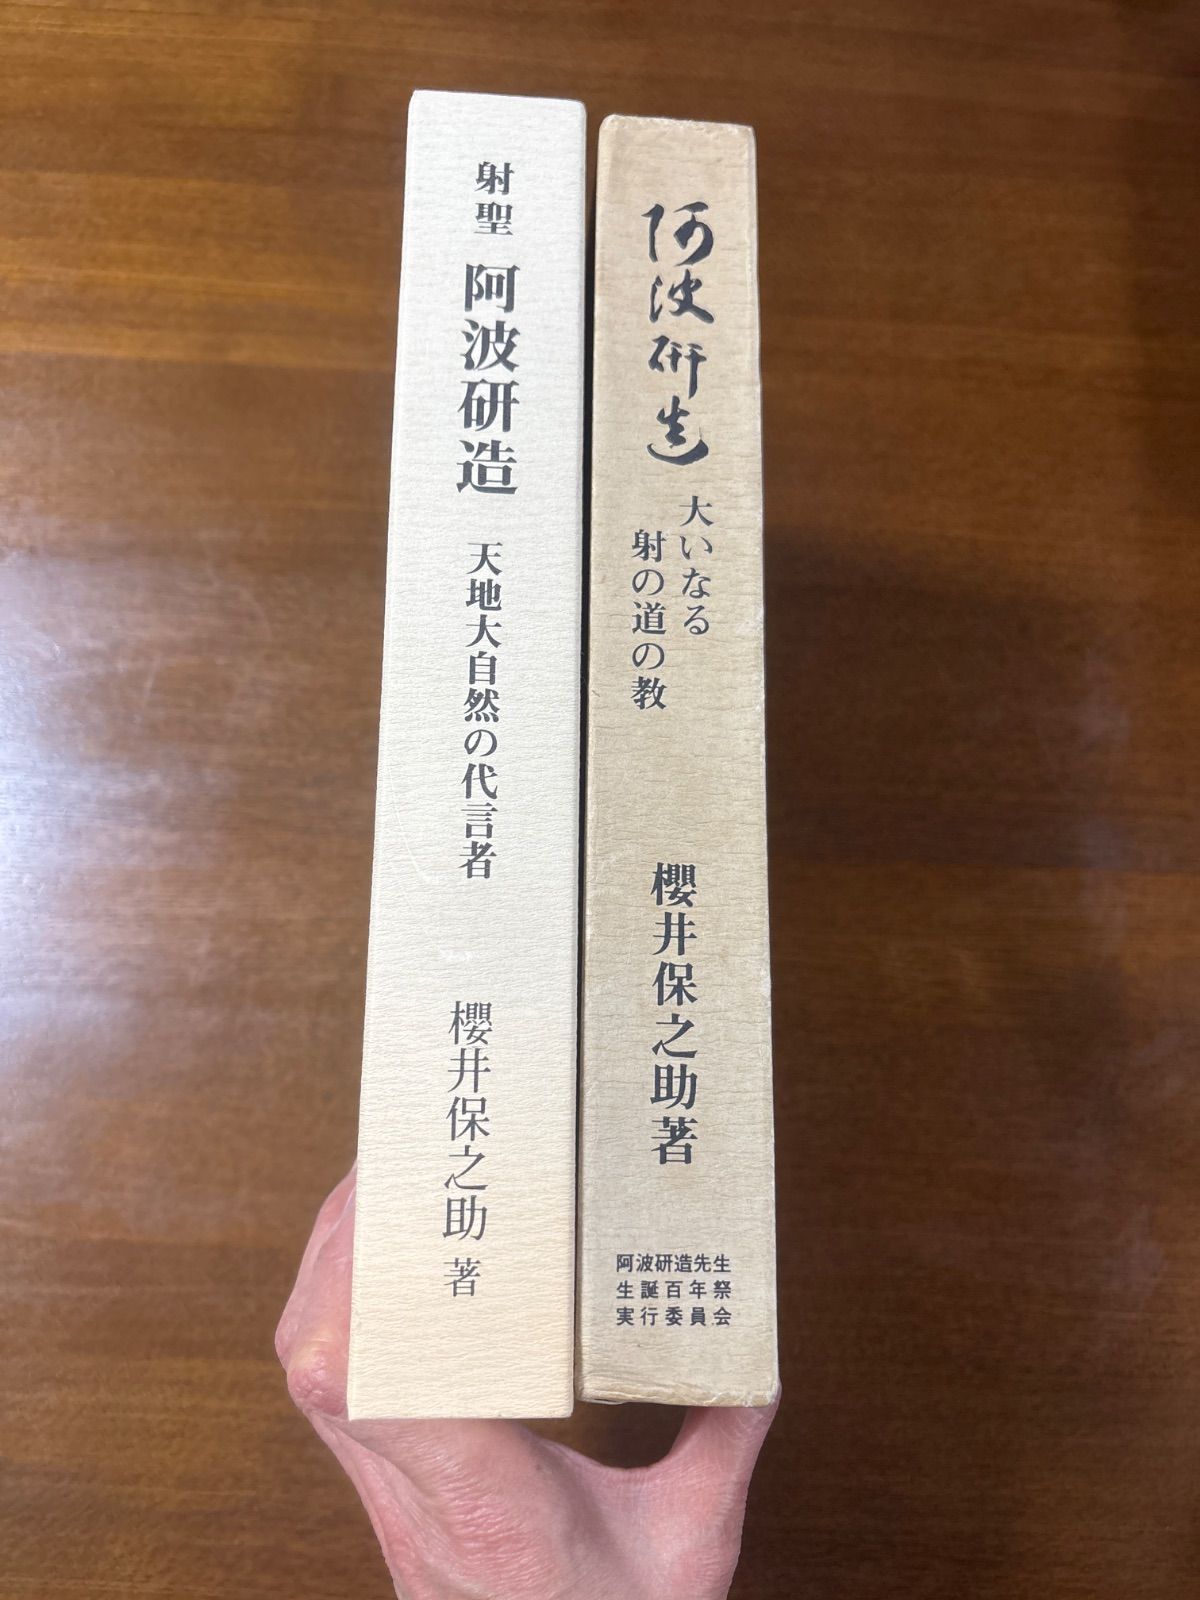 射聖 阿波研造 天地大自然の代言者 櫻井保之助 著
阿波研造
大いなる
射の道の教
櫻井保之助著
阿波研造先生
生誕百年祭
実行委員会